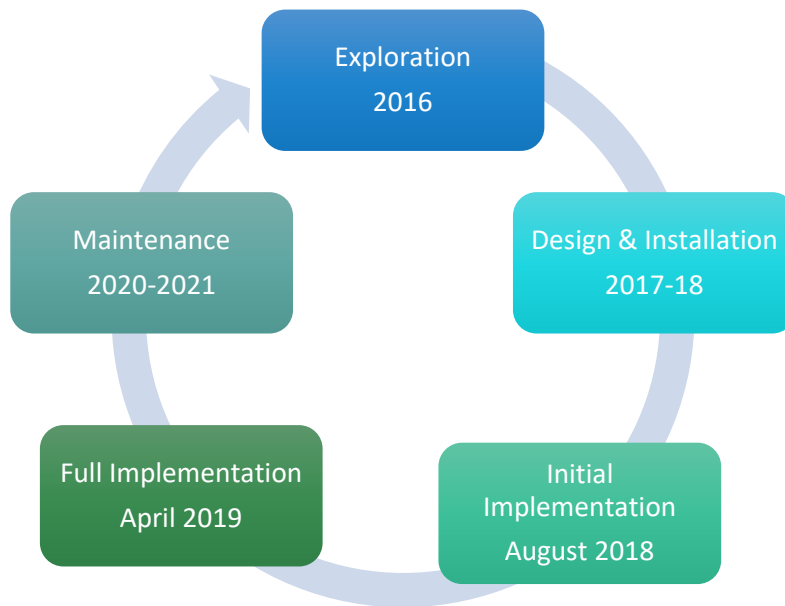 Exploration
2016
Design & Installation
2017-18
Initial
Implementation
August 2018
Full Implementation
April 2019
Maintenance
2020-2021